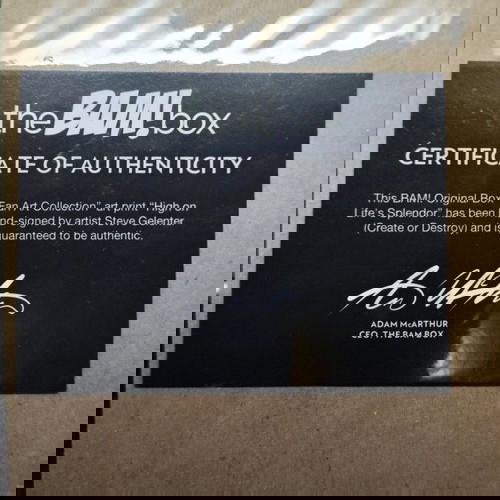 the BAM! box
CERTIFICATE OF AUTHENTICITY
This BAM! Original Box
Fan Art Collection" art print "High on
Life's Splendor" has been
signed by artist Steve Gelenter
(Create or Destroy) and is
guaranteed to be authentic.
ADAM McARTHUR
CEO, THE BAM BOX